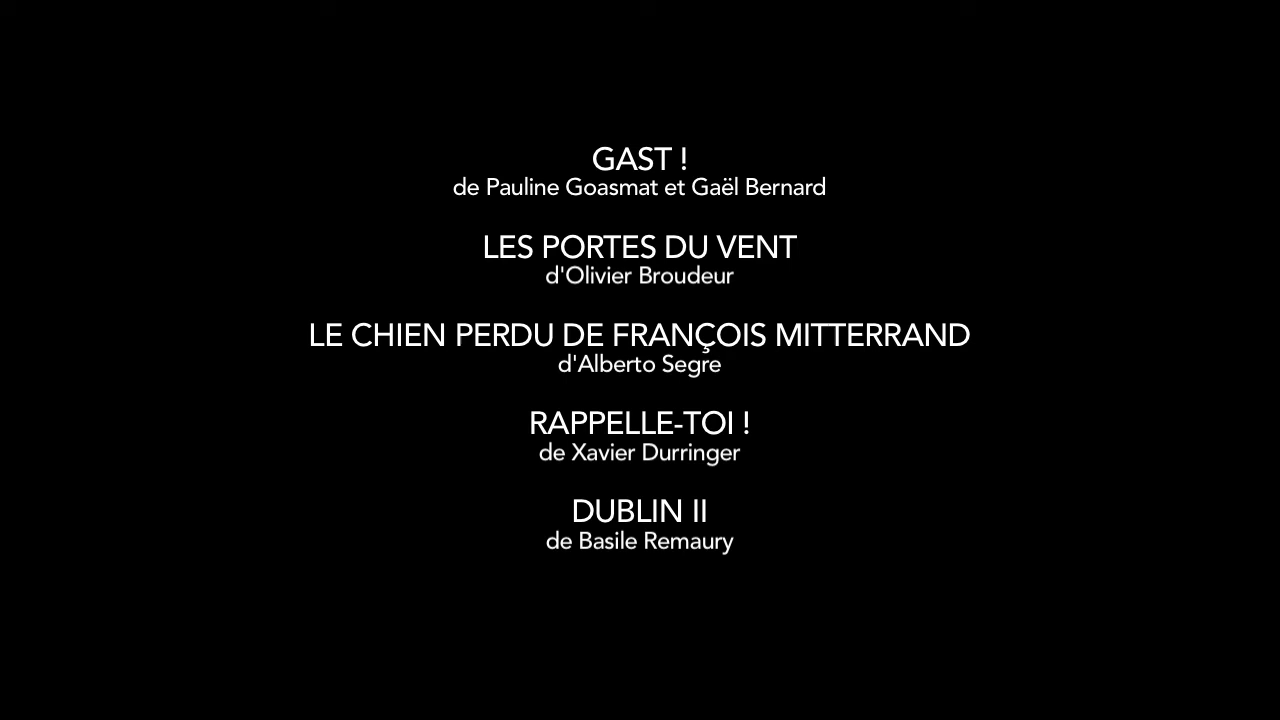 GAST !
de Pauline Goasmat et Gaël Bernard
LES PORTES DU VENT
d'Olivier Broudeur
LE CHIEN PERDU DE FRANÇOIS MITTERRAND
d'Alberto Segre
RAPPELLE-TOI !
de Xavier Durringer
DUBLIN II
de Basile Remaury